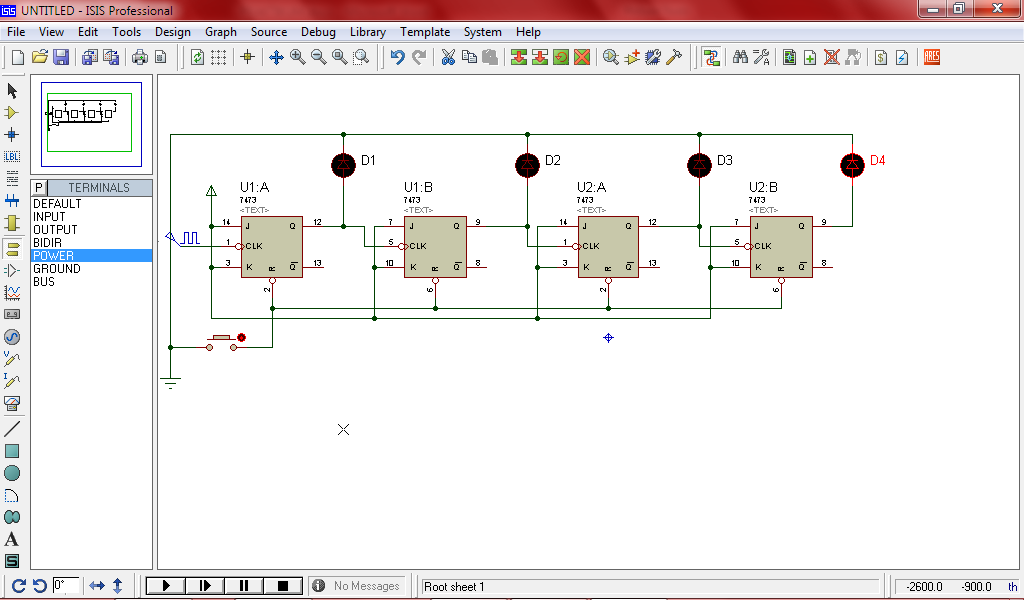 ISIS UNTITLED - ISIS Professional
File View Edit Tools Design Graph Source Debug Library Template System Help
ARES
LBL
P TERMINALS
DEFAULT
INPUT
OUTPUT
BIDIR
POWER
GROUND
BUS
A
S
D1 D2 D3 D4
U1:A U1:B U2:A U2:B
7473 7473 7473 7473
<TEXT> <TEXT> <TEXT> <TEXT>
14 J Q 12 7 J Q 9 14 J Q 12 7 J Q 9
1 CLK 5 CLK 1 CLK 5 CLK
3 K Q 13 10 K Q 8 3 K Q 13 10 K Q 8
R R R R
2 6 2 6
0° No Messages Root sheet 1 -2600.0 -900.0 th